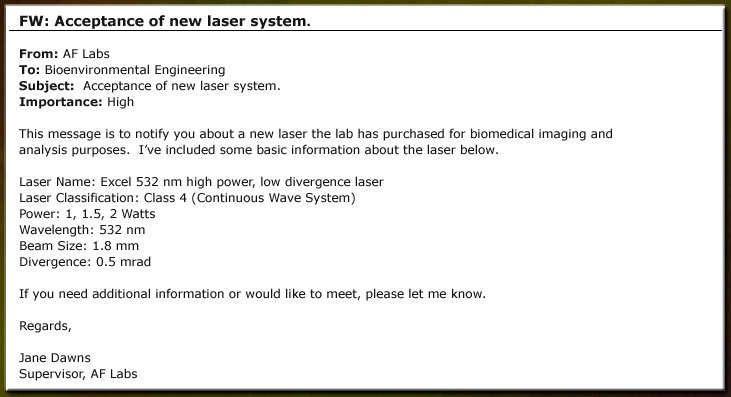 FW: Acceptance of new laser system.
From: AF Labs
To: Bioenvironmental Engineering
Subject:  Acceptance of new laser system.
Importance: High
This message is to notify you about a new laser the lab has purchased for biomedical imaging and
analysis purposes.  I've included some basic information about the laser below.
Laser Name: Excel 532 nm high power, low divergence laser
Laser Classification: Class 4 (Continuous Wave System)
Power: 1, 1.5, 2 Watts
Wavelength: 532 nm
Beam Size: 1.8 mm
Divergence: 0.5 mrad
If you need additional information or would like to meet, please let me know.
Regards,
Jane Dawns
Supervisor, AF Labs